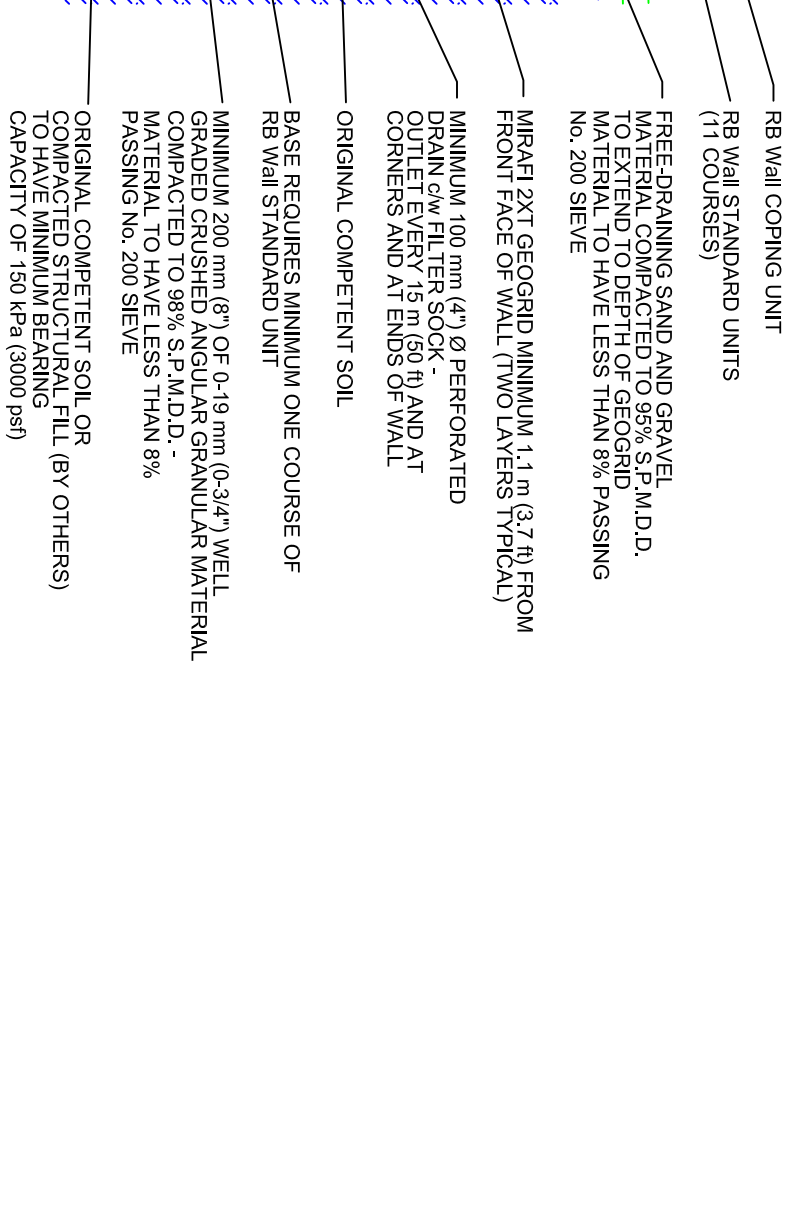 RB Wall COPING UNIT
RB Wall STANDARD UNITS
(11 COURSES)
FREE-DRAINING SAND AND GRAVEL
MATERIAL COMPACTED TO 95% S.P.M.D.D.
TO EXTEND TO DEPTH OF GEOGRID
MATERIAL TO HAVE LESS THAN 8% PASSING
No. 200 SIEVE
MIRAFI 2XT GEOGRID MINIMUM 1.1 m (3.7 ft) FROM
FRONT FACE OF WALL (TWO LAYERS TYPICAL)
MINIMUM 100 mm (4") Ø PERFORATED
DRAIN c/w FILTER SOCK -
OUTLET EVERY 15 m (50 ft) AND AT
CORNERS AND AT ENDS OF WALL
ORIGINAL COMPETENT SOIL
BASE REQUIRES MINIMUM ONE COURSE OF
RB Wall STANDARD UNIT
MINIMUM 200 mm (8") OF 0-19 mm (0-3/4") WELL
GRADED CRUSHED ANGULAR GRANULAR MATERIAL
COMPACTED TO 98% S.P.M.D.D. -
MATERIAL TO HAVE LESS THAN 8%
PASSING No. 200 SIEVE
ORIGINAL COMPETENT SOIL OR
COMPACTED STRUCTURAL FILL (BY OTHERS)
TO HAVE MINIMUM BEARING
CAPACITY OF 150 kPa (3000 psf)